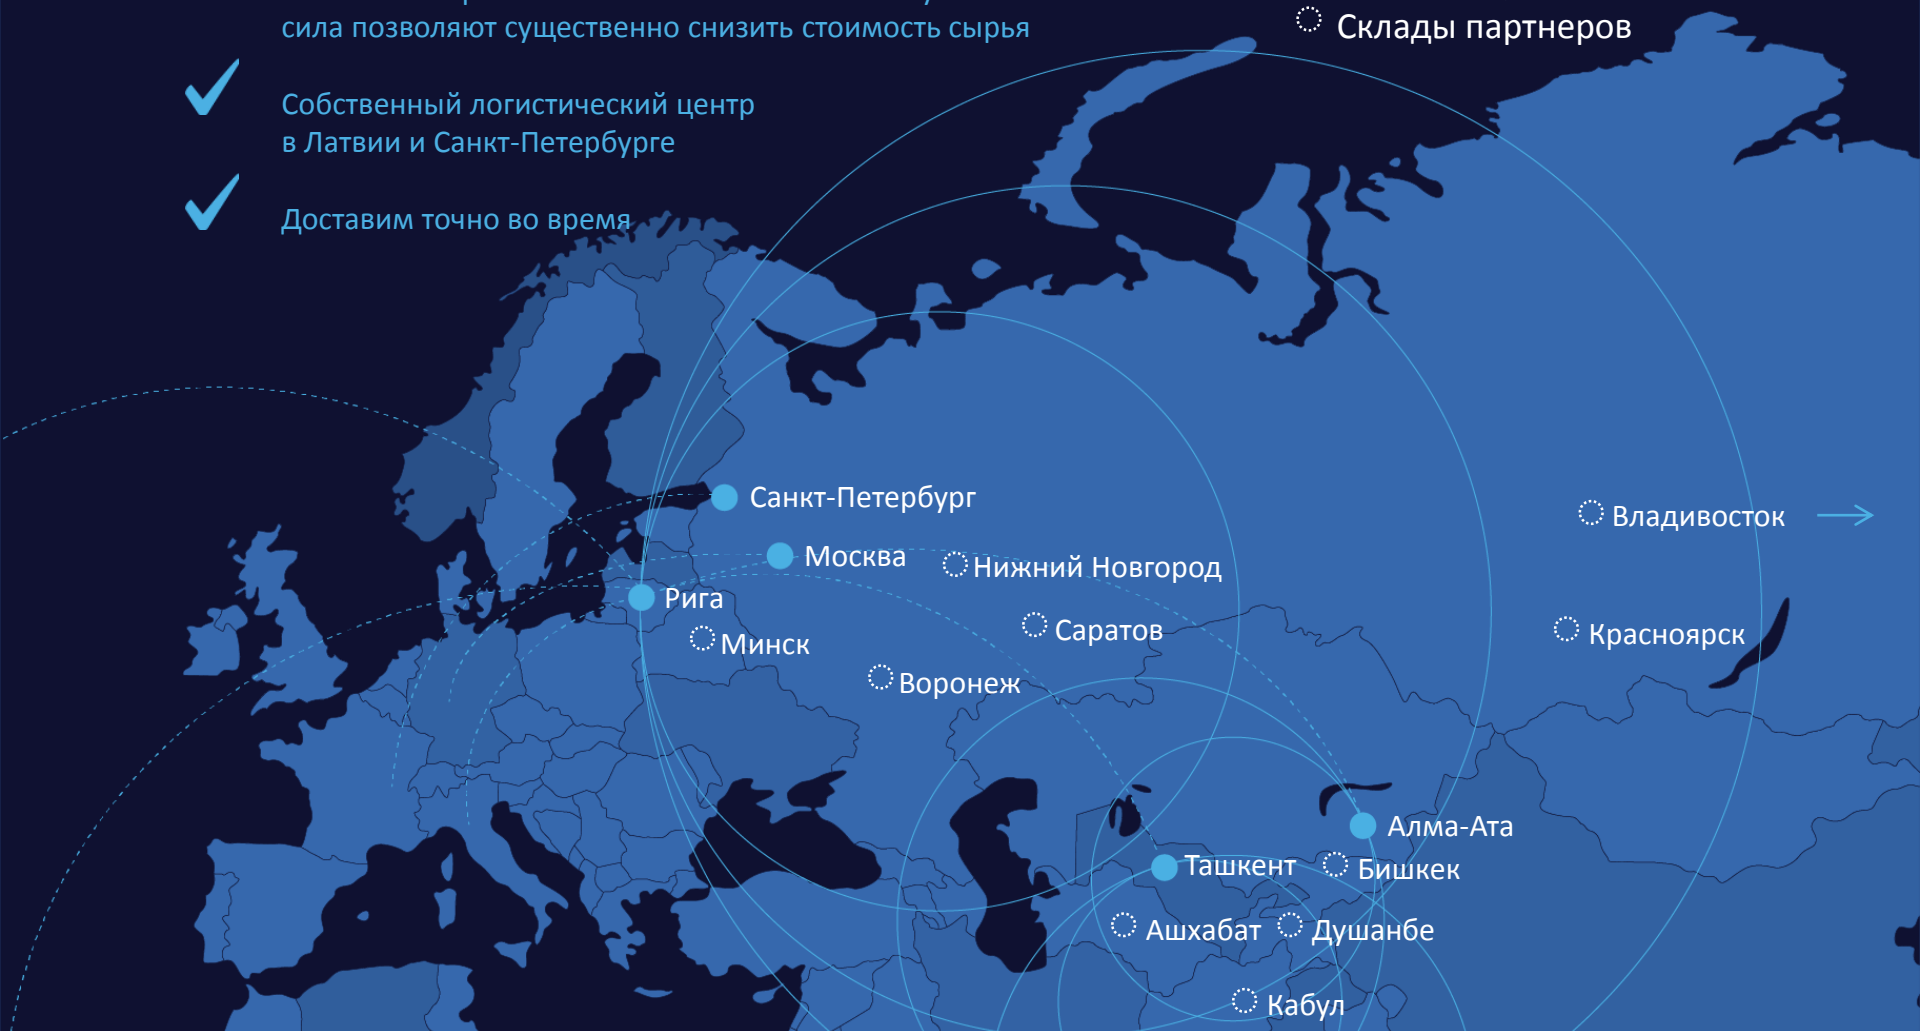 сила позволяют существенно снизить стоимость сырья
Склады партнеров
Собственный логистический центр
в Латвии и Санкт-Петербурге
Доставим точно во время
Санкт-Петербург
Владивосток
Москва
Нижний Новгород
Рига
Саратов
Красноярск
Минск
Воронеж
Алма-Ата
Ташкент
Бишкек
Ашхабат
Душанбе
Кабул